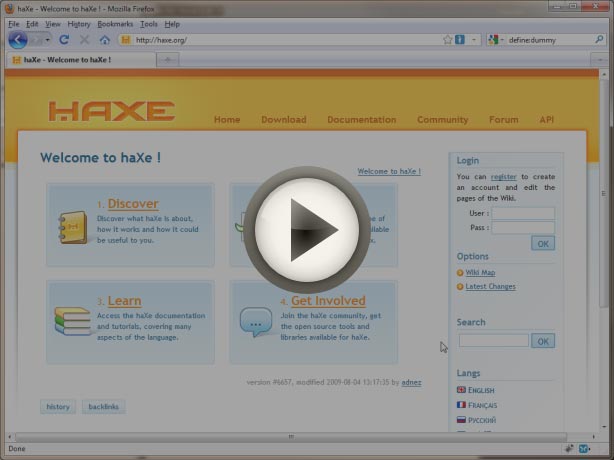 haXe - Welcome to haXe ! - Mozilla Firefox
File Edit View History Bookmarks Tools Help
http://haxe.org/
define:dummy
haXe - Welcome to haXe !
HAXE
Home Download Documentation Community Forum API
Welcome to haXe !
Welcome to haXe !
1. Discover
Discover what haXe is about,
how it works and how it could
be useful to you.
3. Learn
Access the haXe documentation
and tutorials, covering many
aspects of the language.
4. Get Involved
Join the haXe community, get
the open source tools and
libraries available for haXe.
version #6657, modified 2009-08-04 13:17:35 by adnez
history backlinks
Login
You can register to create
an account and edit the
pages of the Wiki.
User :
Pass :
OK
Options
Wiki Map
Latest Changes
Search
OK
Langs
English
Français
Русский
Done